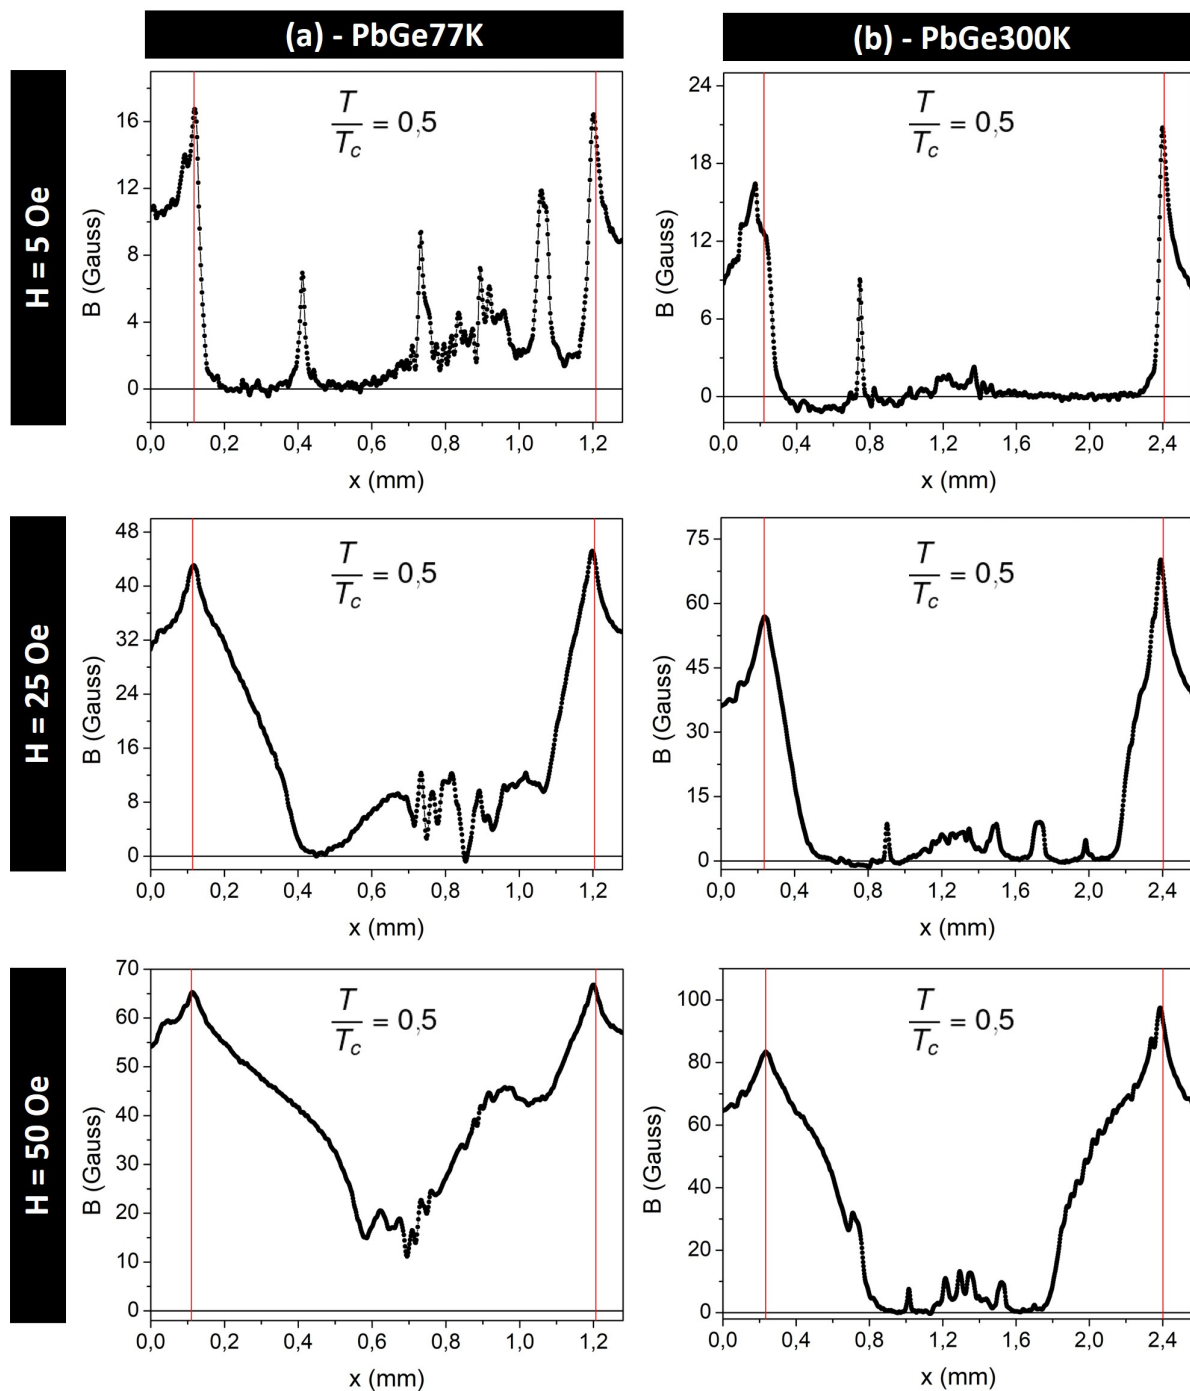 (a) - PbGe77K
(b) - PbGe300K
H = 5 Oe
B (Gauss)
16
12
8
4
0
T
Tc = 0,5
0,0 0,2 0,4 0,6 0,8 1,0 1,2
x (mm)
B (Gauss)
24
18
12
6
0
T
Tc = 0,5
0,0 0,4 0,8 1,2 1,6 2,0 2,4
x (mm)
H = 25 Oe
B (Gauss)
48
40
32
24
16
8
0
T
Tc = 0,5
0,0 0,2 0,4 0,6 0,8 1,0 1,2
x (mm)
B (Gauss)
75
60
45
30
15
0
T
Tc = 0,5
0,0 0,4 0,8 1,2 1,6 2,0 2,4
x (mm)
H = 50 Oe
B (Gauss)
70
60
50
40
30
20
10
0
T
Tc = 0,5
0,0 0,2 0,4 0,6 0,8 1,0 1,2
x (mm)
B (Gauss)
100
80
60
40
20
0
T
Tc = 0,5
0,0 0,4 0,8 1,2 1,6 2,0 2,4
x (mm)